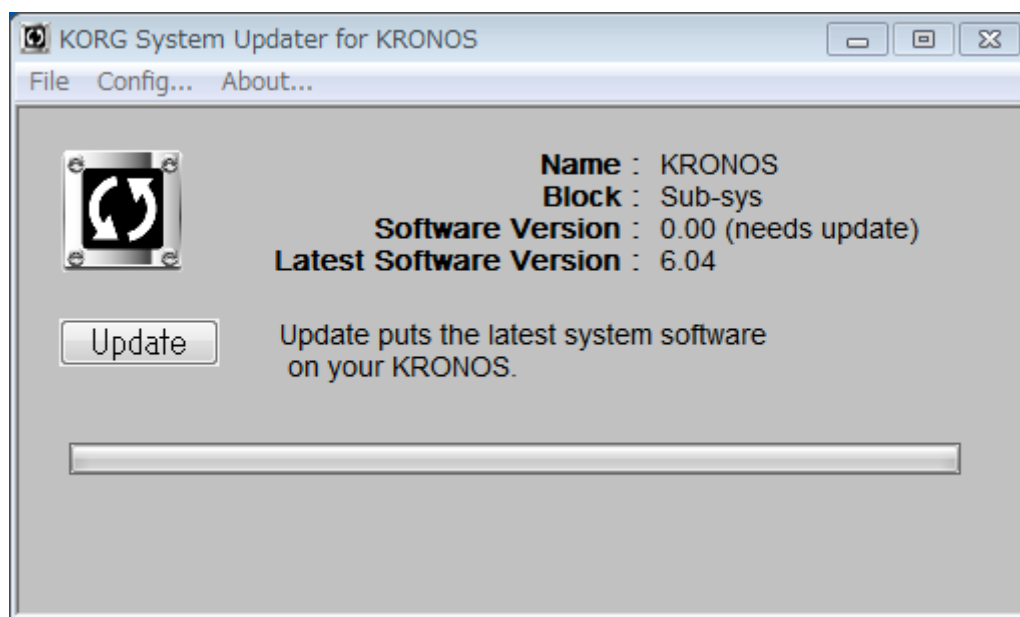 KORG System Updater for KRONOS
File Config... About...
Name : KRONOS
Block : Sub-sys
Software Version : 0.00 (needs update)
Latest Software Version : 6.04
Update
Update puts the latest system software
on your KRONOS.